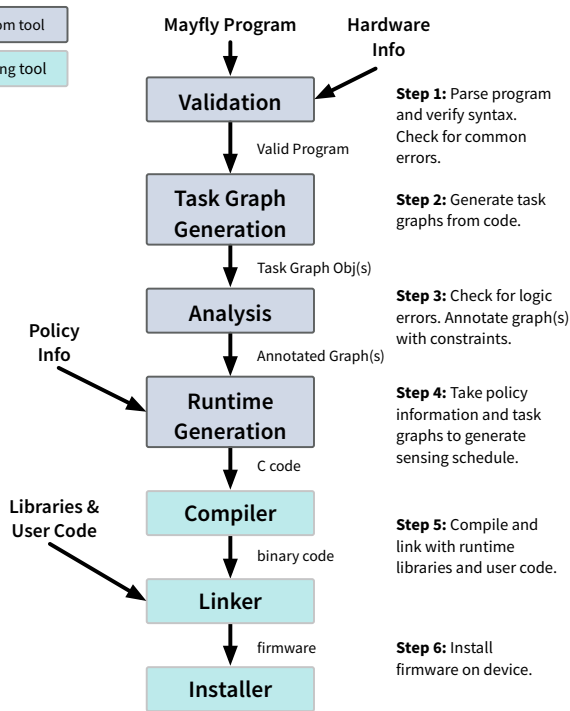 om tool
ng tool
Mayfly Program
Hardware
Info
Validation
Step 1: Parse program
and verify syntax.
Check for common
errors.
Valid Program
Task Graph
Generation
Step 2: Generate task
graphs from code.
Task Graph Obj(s)
Analysis
Step 3: Check for logic
errors. Annotate graph(s)
with constraints.
Policy
Info
Annotated Graph(s)
Runtime
Generation
Step 4: Take policy
information and task
graphs to generate
sensing schedule.
C code
Libraries &
User Code
Compiler
Step 5: Compile and
link with runtime
libraries and user code.
binary code
Linker
firmware
Step 6: Install
firmware on device.
Installer